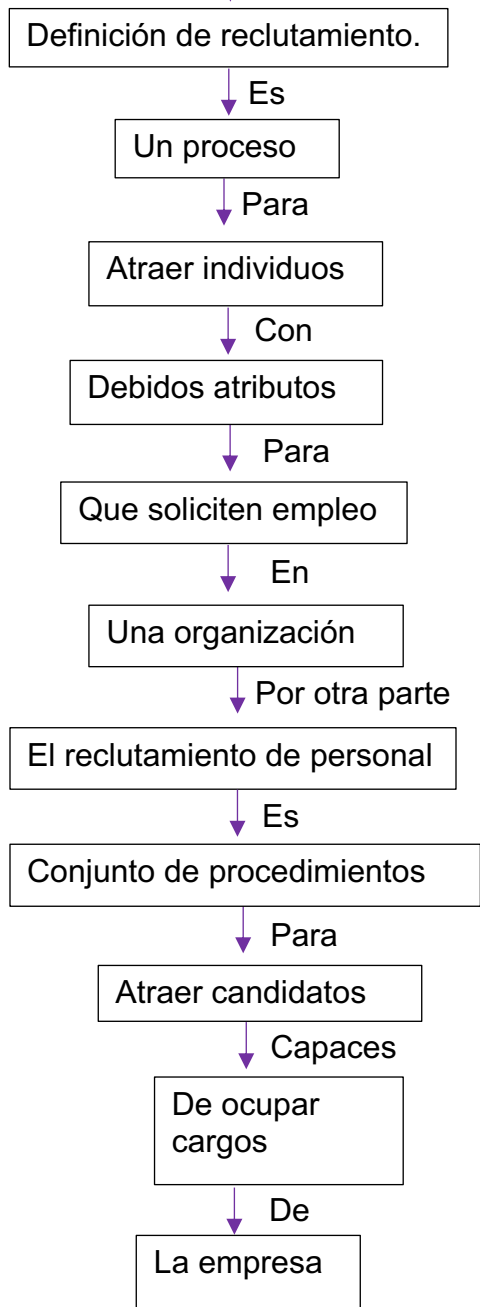 Definición de reclutamiento.
Es
Un proceso
Para
Atraer individuos
Con
Debidos atributos
Para
Que soliciten empleo
En
Una organización
Por otra parte
El reclutamiento de personal
Es
Conjunto de procedimientos
Para
Atraer candidatos
Capaces
De ocupar
cargos
De
La empresa